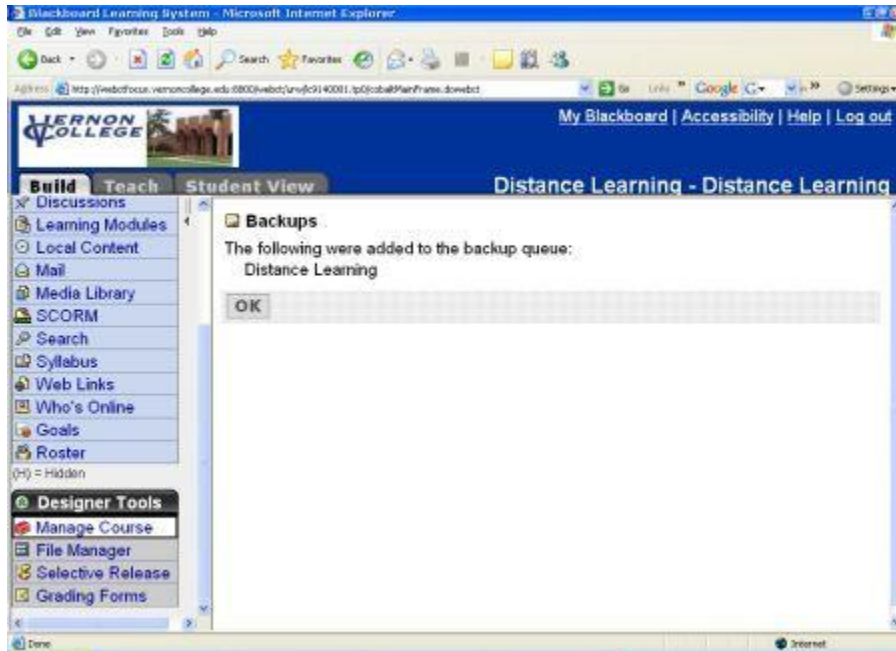 Blackboard Learning System - Microsoft Internet Explorer
File Edit View Favorites Tools Help
Back Search Favorites
Address Go Links Google G Settings
VERNON COLLEGE
My Blackboard | Accessibility | Help | Log out
Build Teach Student View
Distance Learning - Distance Learning
Discussions
Learning Modules
Local Content
Mail
Media Library
SCORM
Search
Syllabus
Web Links
Who's Online
Goals
Roster
(H) = Hidden
Designer Tools
Manage Course
File Manager
Selective Release
Grading Forms
Backups
The following were added to the backup queue:
Distance Learning
OK
Done Internet